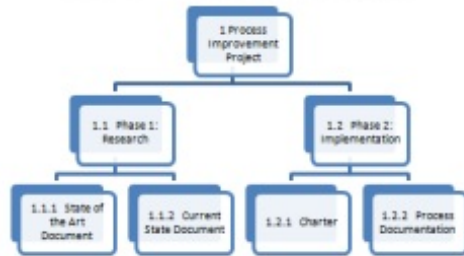 1 Process
Improvement
Project
1.1 Phase 1:
Research
1.2 Phase 2:
Implementation
1.1.1 State of
the Art
Document
1.1.2 Current
State Document
1.2.1 Charter
1.2.2 Process
Documentation